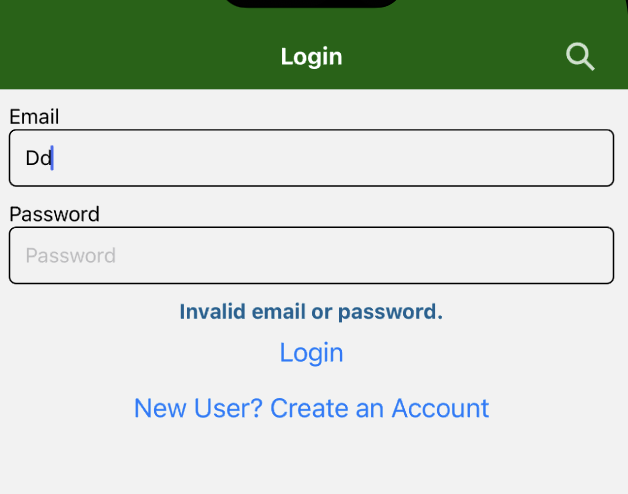 Login
Email
Dd
Password
Password
Invalid email or password.
Login
New User? Create an Account